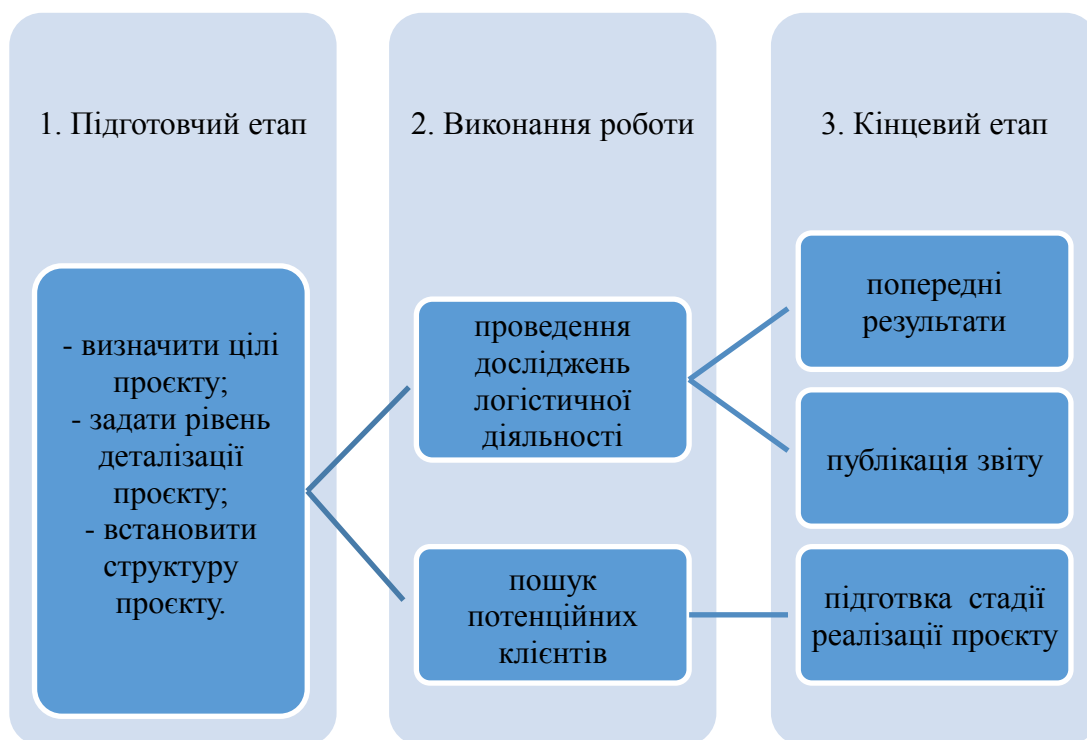 1. Підготовчий етап
2. Виконання роботи
3. Кінцевий етап
- визначити цілі
проєкту;
- задати рівень
деталізації
проєкту;
- встановити
структуру
проєкту.
проведення
досліджень
логістичної
діяльності
пошук
потенційних
клієнтів
попередні
результати
публікація звіту
підготвка стадії
реалізації проєкту